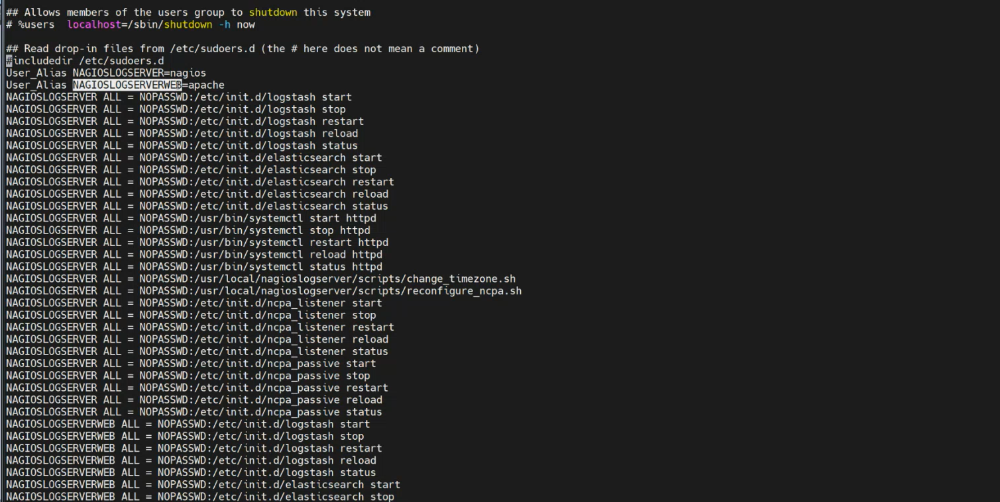 ## Allows members of the users group to shutdown this system
# %users  localhost=/sbin/shutdown -h now
## Read drop-in files from /etc/sudoers.d (the # here does not mean a comment)
#includedir /etc/sudoers.d
User_Alias NAGIOSLOGSERVER=nagios
User_Alias NAGIOSLOGSERVERWEB=apache
NAGIOSLOGSERVER ALL = NOPASSWD:/etc/init.d/logstash start
NAGIOSLOGSERVER ALL = NOPASSWD:/etc/init.d/logstash stop
NAGIOSLOGSERVER ALL = NOPASSWD:/etc/init.d/logstash restart
NAGIOSLOGSERVER ALL = NOPASSWD:/etc/init.d/logstash reload
NAGIOSLOGSERVER ALL = NOPASSWD:/etc/init.d/logstash status
NAGIOSLOGSERVER ALL = NOPASSWD:/etc/init.d/elasticsearch start
NAGIOSLOGSERVER ALL = NOPASSWD:/etc/init.d/elasticsearch stop
NAGIOSLOGSERVER ALL = NOPASSWD:/etc/init.d/elasticsearch restart
NAGIOSLOGSERVER ALL = NOPASSWD:/etc/init.d/elasticsearch reload
NAGIOSLOGSERVER ALL = NOPASSWD:/etc/init.d/elasticsearch status
NAGIOSLOGSERVER ALL = NOPASSWD:/usr/bin/systemctl start httpd
NAGIOSLOGSERVER ALL = NOPASSWD:/usr/bin/systemctl stop httpd
NAGIOSLOGSERVER ALL = NOPASSWD:/usr/bin/systemctl restart httpd
NAGIOSLOGSERVER ALL = NOPASSWD:/usr/bin/systemctl reload httpd
NAGIOSLOGSERVER ALL = NOPASSWD:/usr/bin/systemctl status httpd
NAGIOSLOGSERVER ALL = NOPASSWD:/usr/local/nagioslogserver/scripts/change_timezone.sh
NAGIOSLOGSERVER ALL = NOPASSWD:/usr/local/nagioslogserver/scripts/reconfigure_ncpa.sh
NAGIOSLOGSERVER ALL = NOPASSWD:/etc/init.d/ncpa_listener start
NAGIOSLOGSERVER ALL = NOPASSWD:/etc/init.d/ncpa_listener stop
NAGIOSLOGSERVER ALL = NOPASSWD:/etc/init.d/ncpa_listener restart
NAGIOSLOGSERVER ALL = NOPASSWD:/etc/init.d/ncpa_listener reload
NAGIOSLOGSERVER ALL = NOPASSWD:/etc/init.d/ncpa_listener status
NAGIOSLOGSERVER ALL = NOPASSWD:/etc/init.d/ncpa_passive start
NAGIOSLOGSERVER ALL = NOPASSWD:/etc/init.d/ncpa_passive stop
NAGIOSLOGSERVER ALL = NOPASSWD:/etc/init.d/ncpa_passive restart
NAGIOSLOGSERVER ALL = NOPASSWD:/etc/init.d/ncpa_passive reload
NAGIOSLOGSERVER ALL = NOPASSWD:/etc/init.d/ncpa_passive status
NAGIOSLOGSERVERWEB ALL = NOPASSWD:/etc/init.d/logstash start
NAGIOSLOGSERVERWEB ALL = NOPASSWD:/etc/init.d/logstash stop
NAGIOSLOGSERVERWEB ALL = NOPASSWD:/etc/init.d/logstash restart
NAGIOSLOGSERVERWEB ALL = NOPASSWD:/etc/init.d/logstash reload
NAGIOSLOGSERVERWEB ALL = NOPASSWD:/etc/init.d/logstash status
NAGIOSLOGSERVERWEB ALL = NOPASSWD:/etc/init.d/elasticsearch start
NAGIOSLOGSERVERWEB ALL = NOPASSWD:/etc/init.d/elasticsearch stop